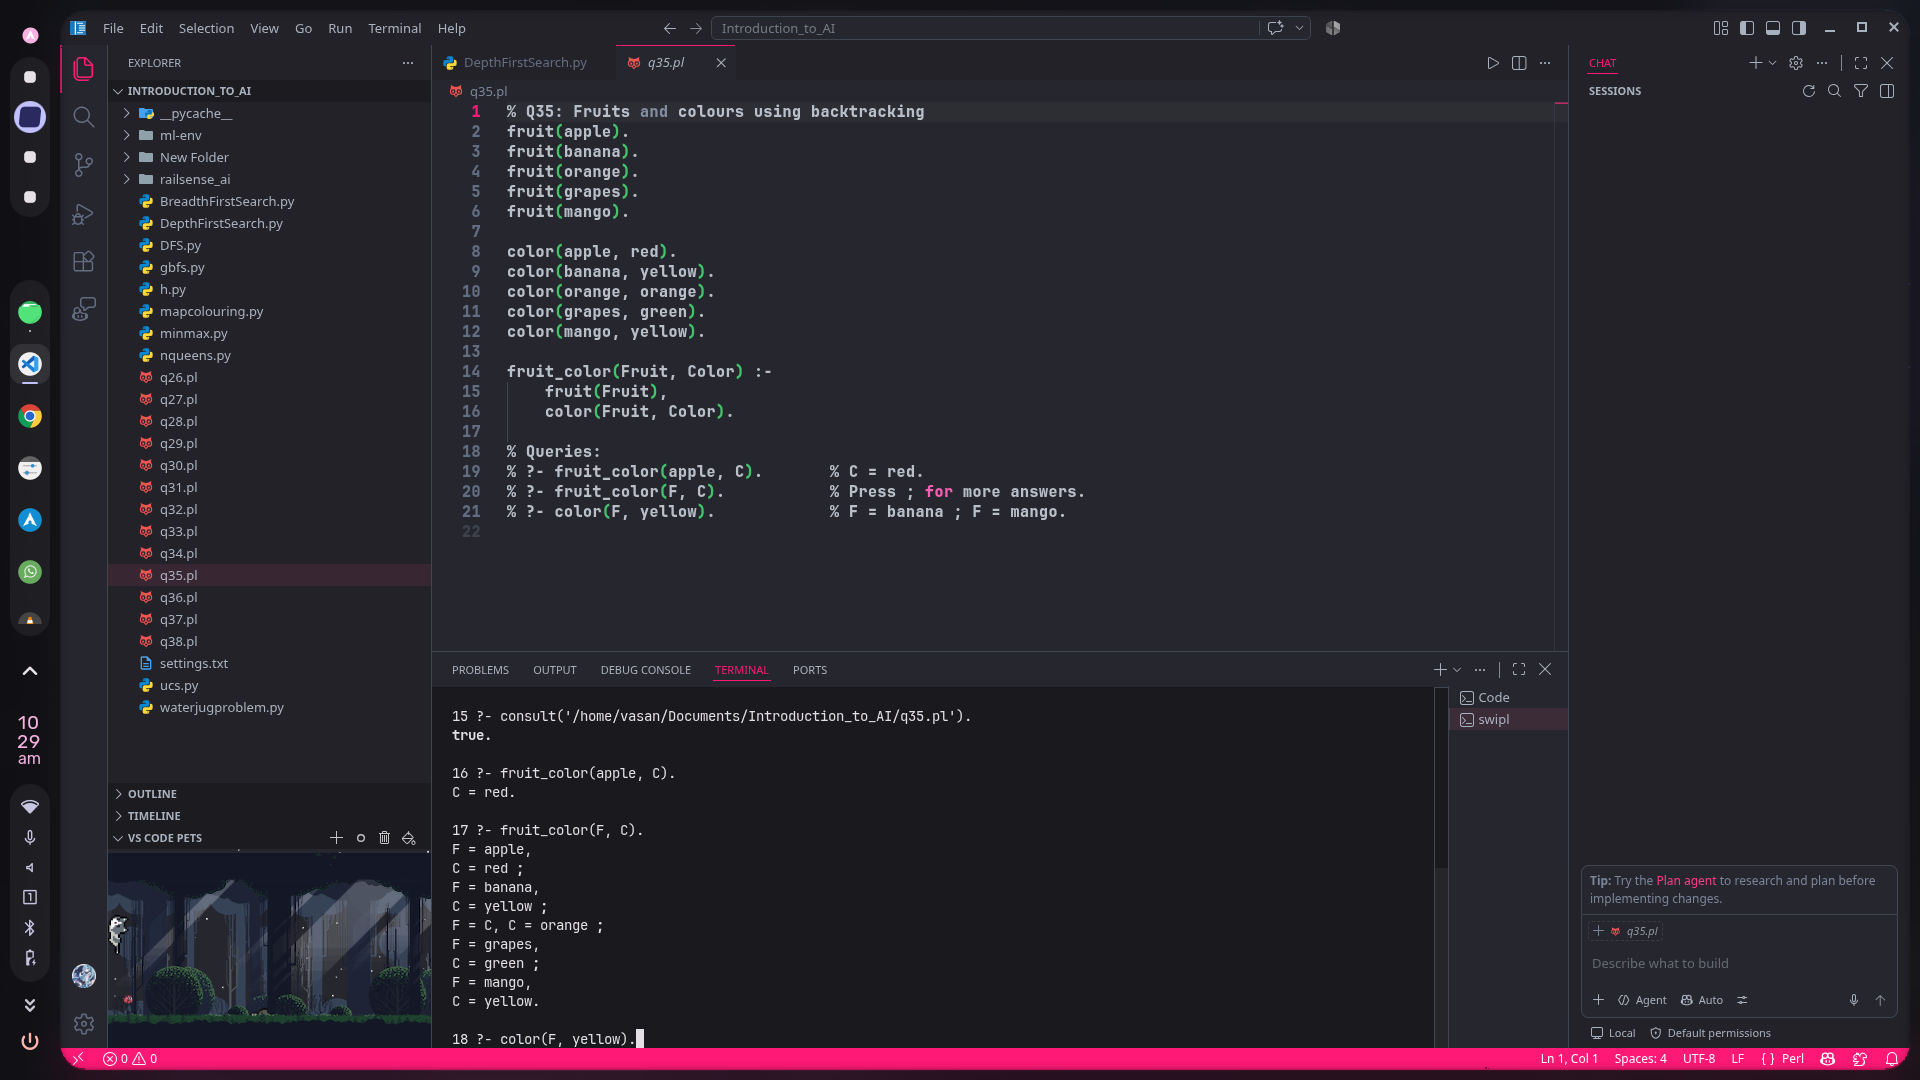 File Edit Selection View Go Run Terminal Help
Introduction_to_AI
EXPLORER
INTRODUCTION_TO_AI
__pycache__
ml-env
New Folder
railsense_ai
BreadthFirstSearch.py
DepthFirstSearch.py
DFS.py
gbfs.py
h.py
mapcolouring.py
minmax.py
nqueens.py
q26.pl
q27.pl
q28.pl
q29.pl
q30.pl
q31.pl
q32.pl
q33.pl
q34.pl
q35.pl
q36.pl
q37.pl
q38.pl
settings.txt
ucs.py
waterjugproblem.py
OUTLINE
TIMELINE
VS CODE PETS
10
29
am
1
DepthFirstSearch.py q35.pl
q35.pl
1 % Q35: Fruits and colours using backtracking
2 fruit(apple).
3 fruit(banana).
4 fruit(orange).
5 fruit(grapes).
6 fruit(mango).
7
8 color(apple, red).
9 color(banana, yellow).
10 color(orange, orange).
11 color(grapes, green).
12 color(mango, yellow).
13
14 fruit_color(Fruit, Color) :-
15 fruit(Fruit),
16 color(Fruit, Color).
17
18 % Queries:
19 % ?- fruit_color(apple, C). % C = red.
20 % ?- fruit_color(F, C). % Press ; for more answers.
21 % ?- color(F, yellow). % F = banana ; F = mango.
22
PROBLEMS OUTPUT DEBUG CONSOLE TERMINAL PORTS
15 ?- consult('/home/vasan/Documents/Introduction_to_AI/q35.pl').
true.
16 ?- fruit_color(apple, C).
C = red.
17 ?- fruit_color(F, C).
F = apple,
C = red ;
F = banana,
C = yellow ;
F = C, C = orange ;
F = grapes,
C = green ;
F = mango,
C = yellow.
18 ?- color(F, yellow).
Code
swipl
CHAT
SESSIONS
Tip: Try the Plan agent to research and plan before
implementing changes.
q35.pl
Describe what to build
Agent Auto
Local Default permissions
0 0
Ln 1, Col 1 Spaces: 4 UTF-8 LF { } Perl